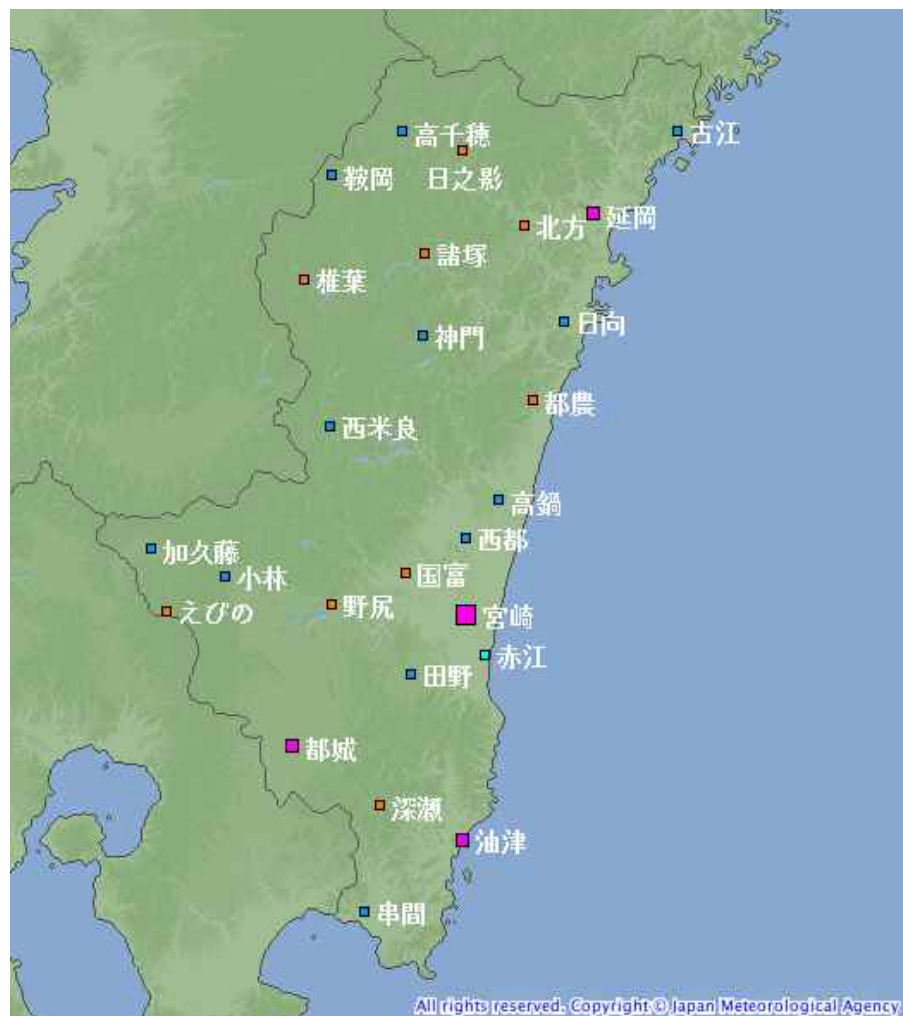 高千穂
古江
日之影
鞍岡
延岡
北方
諸塚
椎葉
日向
神門
都農
西米良
高鍋
西都
加久藤
国富
小林
野尻
えびの
宮崎
赤江
田野
都城
深瀬
油津
串間
All rights reserved. Copyright © Japan Meteorological Agency